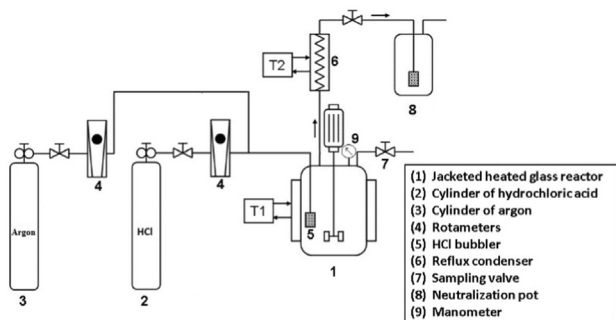 T2
6
8
4
4
9
7
Argon
HCl
T1
5
3
2
1
(1) Jacketed heated glass reactor
(2) Cylinder of hydrochloric acid
(3) Cylinder of argon
(4) Rotameters
(5) HCl bubbler
(6) Reflux condenser
(7) Sampling valve
(8) Neutralization pot
(9) Manometer